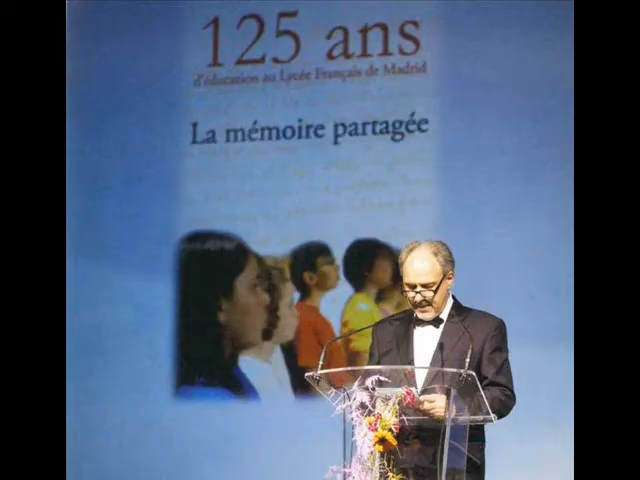 125 ans
d'éducation au Lycée Français de Madrid
La mémoire partagée